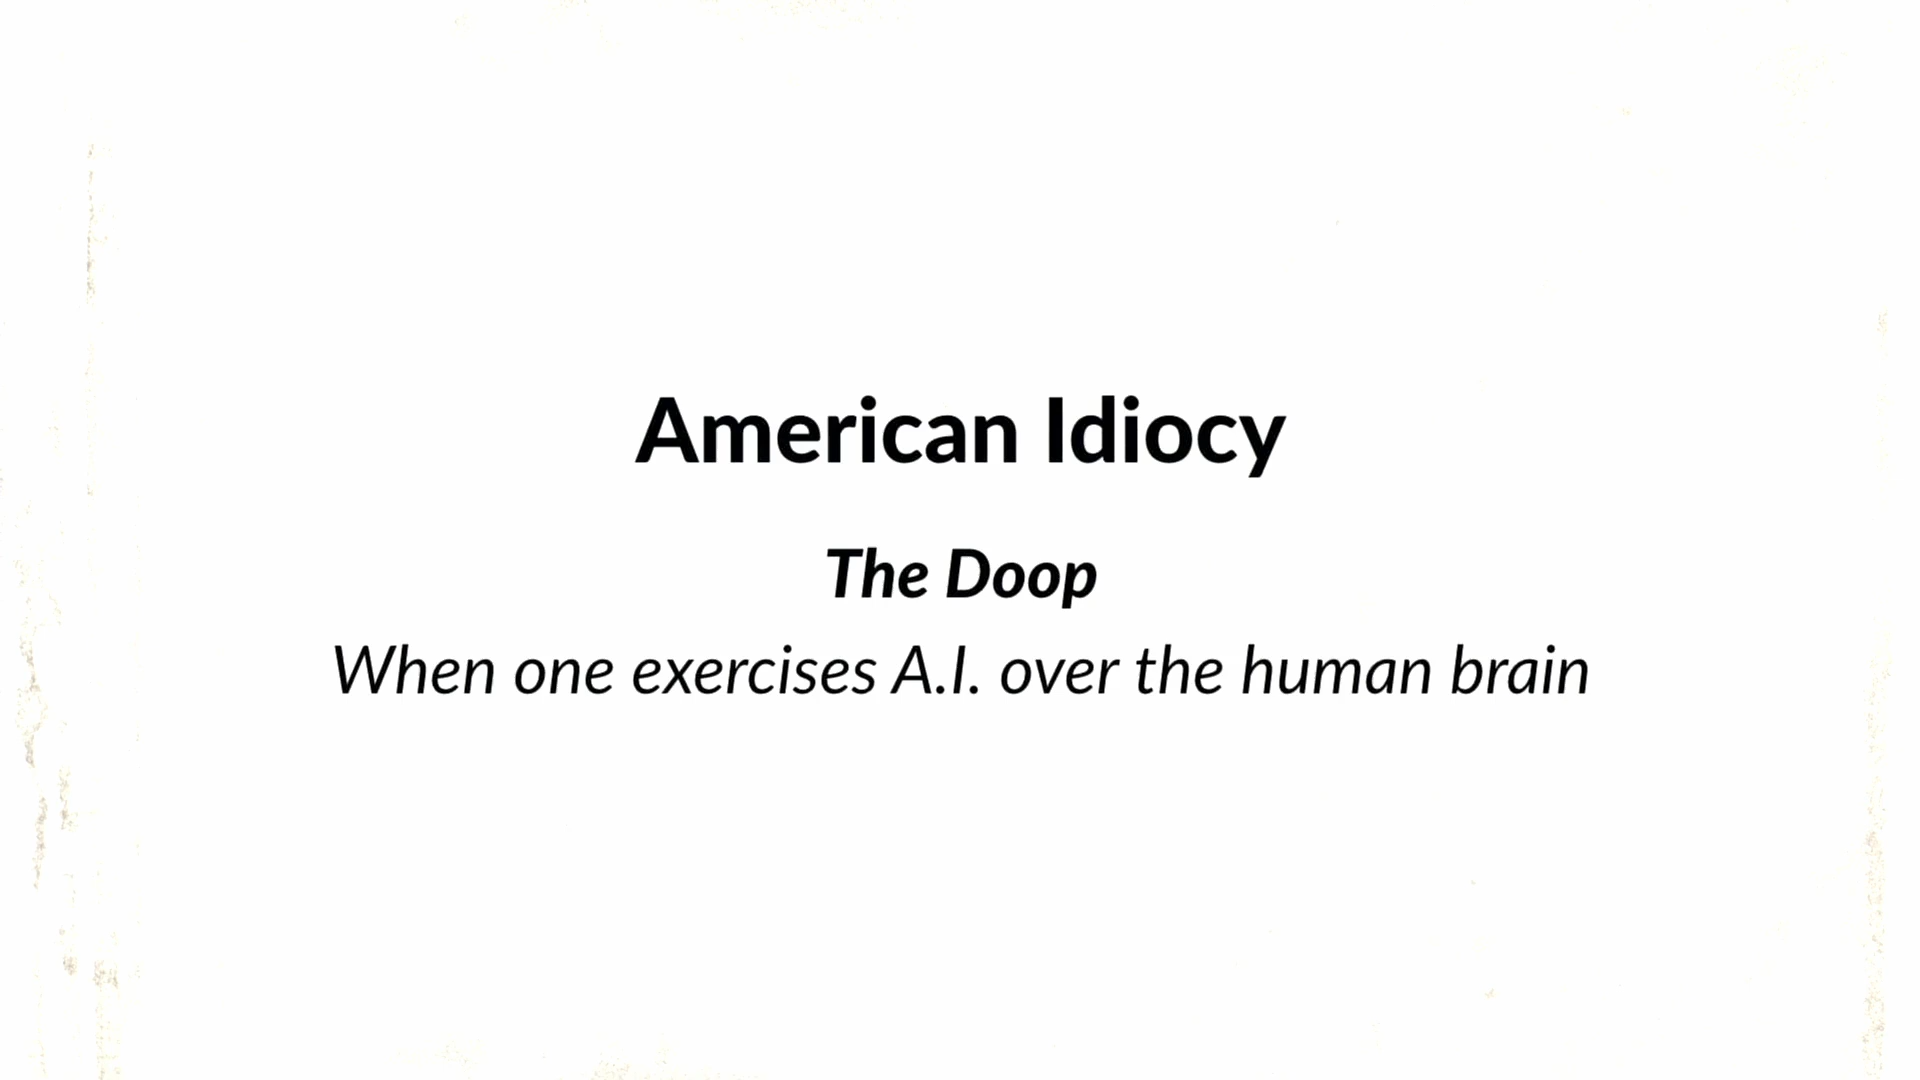 American Idiocy
The Doop
When one exercises A.I. over the human brain